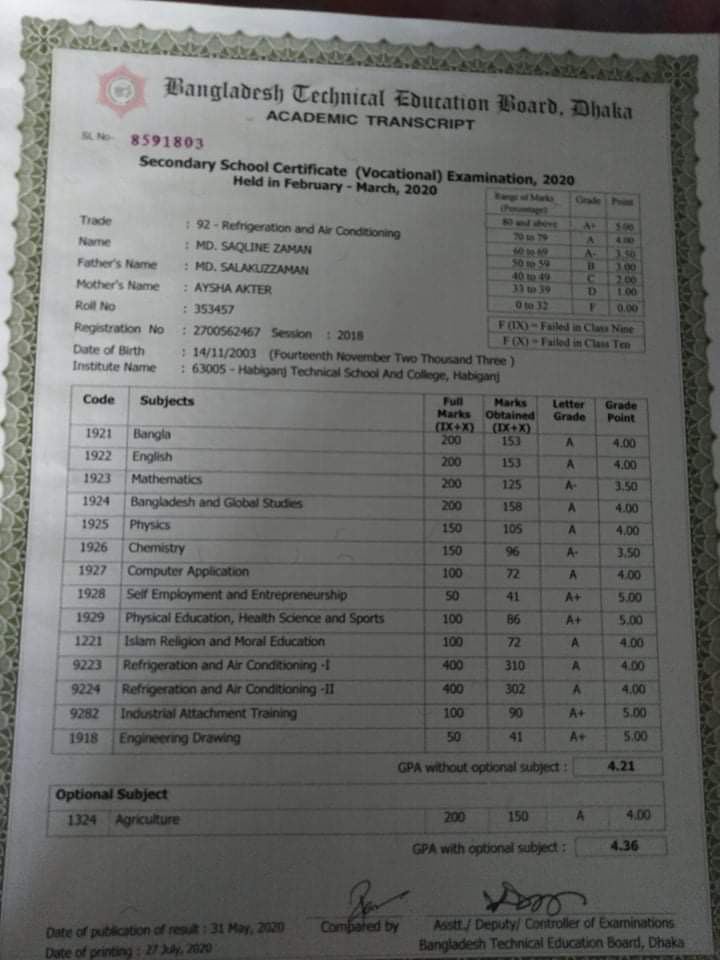 Bangladesh Technical Education Board, Dhaka
ACADEMIC TRANSCRIPT
SL No- 8591803
Secondary School Certificate (Vocational) Examination, 2020
Held in February - March, 2020
Range of Marks (Percentage) Grade Point
80 and above A+ 5.00
70 to 79 A 4.00
60 to 69 A- 3.50
50 to 59 B 3.00
40 to 49 C 2.00
33 to 39 D 1.00
0 to 32 F 0.00
F (IX) = Failed in Class Nine
F (X) = Failed in Class Ten
Trade : 92 - Refrigeration and Air Conditioning
Name : MD. SAQLINE ZAMAN
Father's Name : MD. SALAKUZZAMAN
Mother's Name : AYSHA AKTER
Roll No : 353457
Registration No : 2700562467 Session : 2018
Date of Birth : 14/11/2003 (Fourteenth November Two Thousand Three )
Institute Name : 63005 - Habiganj Technical School And College, Habiganj
Code Subjects Full Marks (IX+X) Marks Obtained (IX+X) Letter Grade Grade Point
1921 Bangla 200 153 A 4.00
1922 English 200 153 A 4.00
1923 Mathematics 200 125 A- 3.50
1924 Bangladesh and Global Studies 200 158 A 4.00
1925 Physics 150 105 A 4.00
1926 Chemistry 150 96 A- 3.50
1927 Computer Application 100 72 A 4.00
1928 Self Employment and Entrepreneurship 50 41 A+ 5.00
1929 Physical Education, Health Science and Sports 100 86 A+ 5.00
1221 Islam Religion and Moral Education 100 72 A 4.00
9223 Refrigeration and Air Conditioning -I 400 310 A 4.00
9224 Refrigeration and Air Conditioning -II 400 302 A 4.00
9282 Industrial Attachment Training 100 90 A+ 5.00
1918 Engineering Drawing 50 41 A+ 5.00
GPA without optional subject : 4.21
Optional Subject
1324 Agriculture 200 150 A 4.00
GPA with optional subject : 4.36
Date of publication of result : 31 May, 2020
Date of printing : 27 July, 2020
Compared by
Asstt./ Deputy/ Controller of Examinations
Bangladesh Technical Education Board, Dhaka